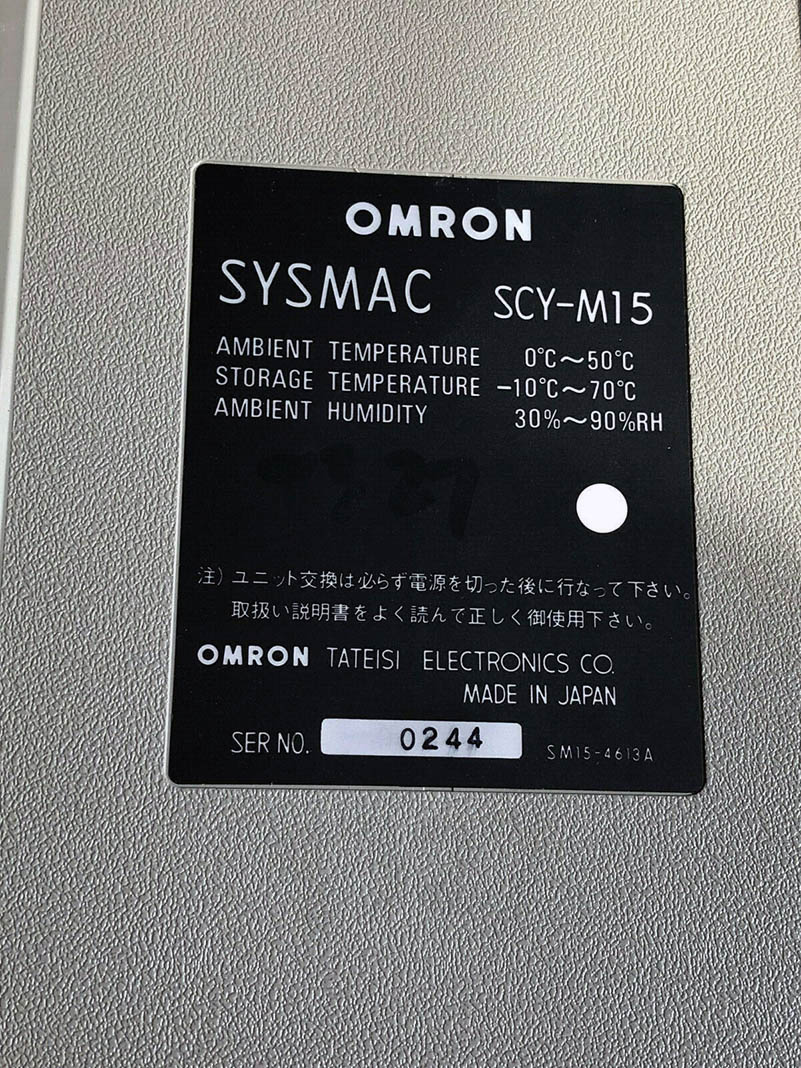 OMRON
SYSMAC SCY-M15
AMBIENT TEMPERATURE 0°C～50°C
STORAGE TEMPERATURE −10°C～70°C
AMBIENT HUMIDITY 30%～90%RH
注) ユニット交換は必らず電源を切った後に行なって下さい。
取扱い説明書をよく読んで正しく御使用下さい。
OMRON TATEISI ELECTRONICS CO.
MADE IN JAPAN
SER NO. 0244 SM15-4613A